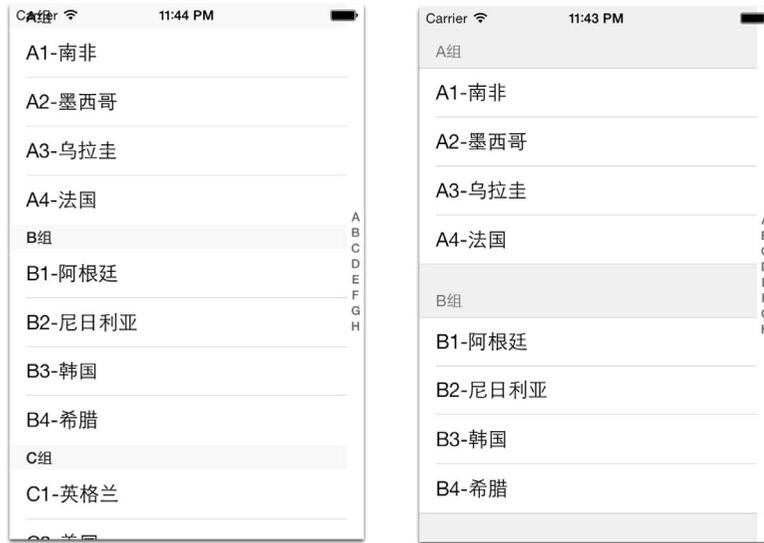 Carrier 11:44 PM
A组
A1-南非
A2-墨西哥
A3-乌拉圭
A4-法国
B组
B1-阿根廷
B2-尼日利亚
B3-韩国
B4-希腊
C组
C1-英格兰
A
B
C
D
E
F
G
H
Carrier 11:43 PM
A组
A1-南非
A2-墨西哥
A3-乌拉圭
A4-法国
B组
B1-阿根廷
B2-尼日利亚
B3-韩国
B4-希腊